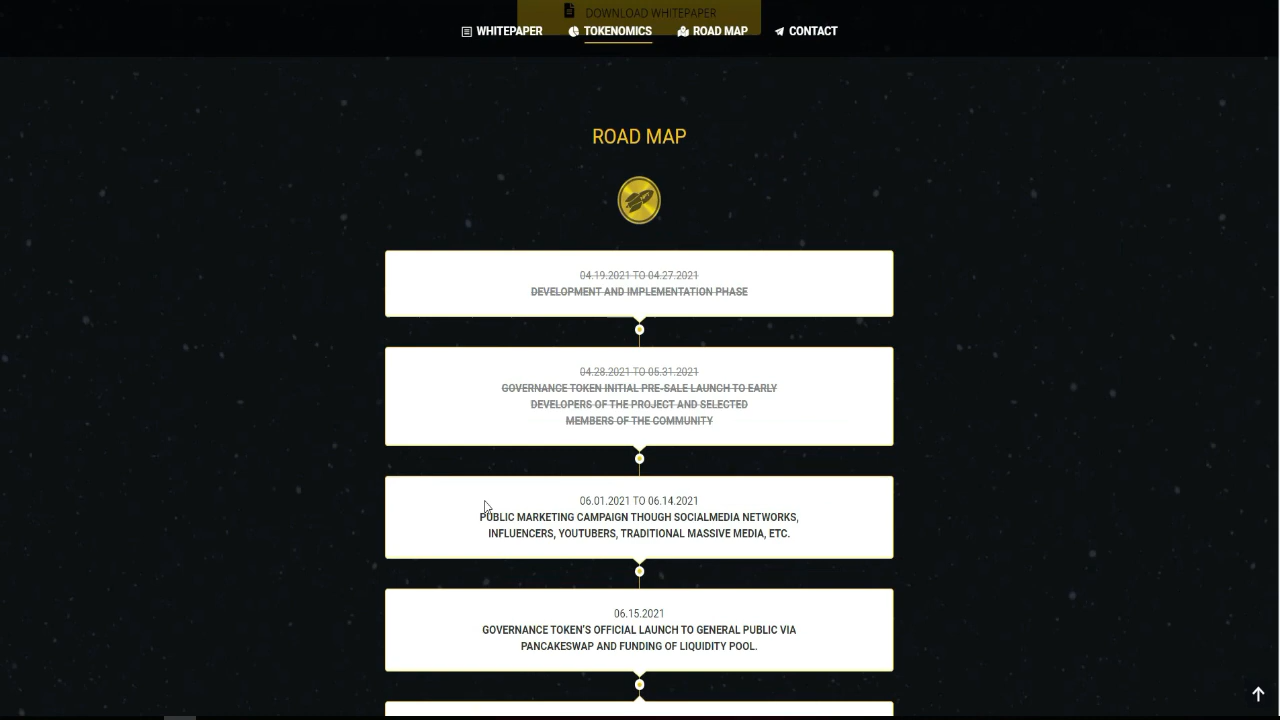 DOWNLOAD WHITEPAPER
WHITEPAPER TOKENOMICS ROAD MAP CONTACT
ROAD MAP
04.19.2021 TO 04.27.2021
DEVELOPMENT AND IMPLEMENTATION PHASE
04.28.2021 TO 05.31.2021
GOVERNANCE TOKEN INITIAL PRE-SALE LAUNCH TO EARLY
DEVELOPERS OF THE PROJECT AND SELECTED
MEMBERS OF THE COMMUNITY
06.01.2021 TO 06.14.2021
PUBLIC MARKETING CAMPAIGN THOUGH SOCIALMEDIA NETWORKS,
INFLUENCERS, YOUTUBERS, TRADITIONAL MASSIVE MEDIA, ETC.
06.15.2021
GOVERNANCE TOKEN'S OFFICIAL LAUNCH TO GENERAL PUBLIC VIA
PANCAKESWAP AND FUNDING OF LIQUIDITY POOL.